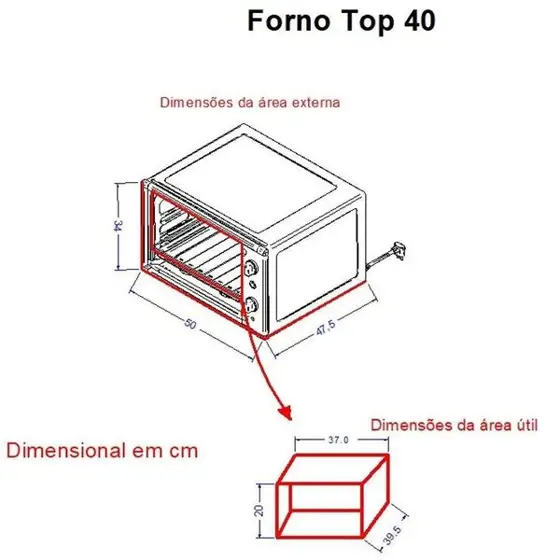 Forno Top 40
Dimensões da área externa
34
50
47,5
Dimensões da área útil
Dimensional em cm
37.0
20
39.5